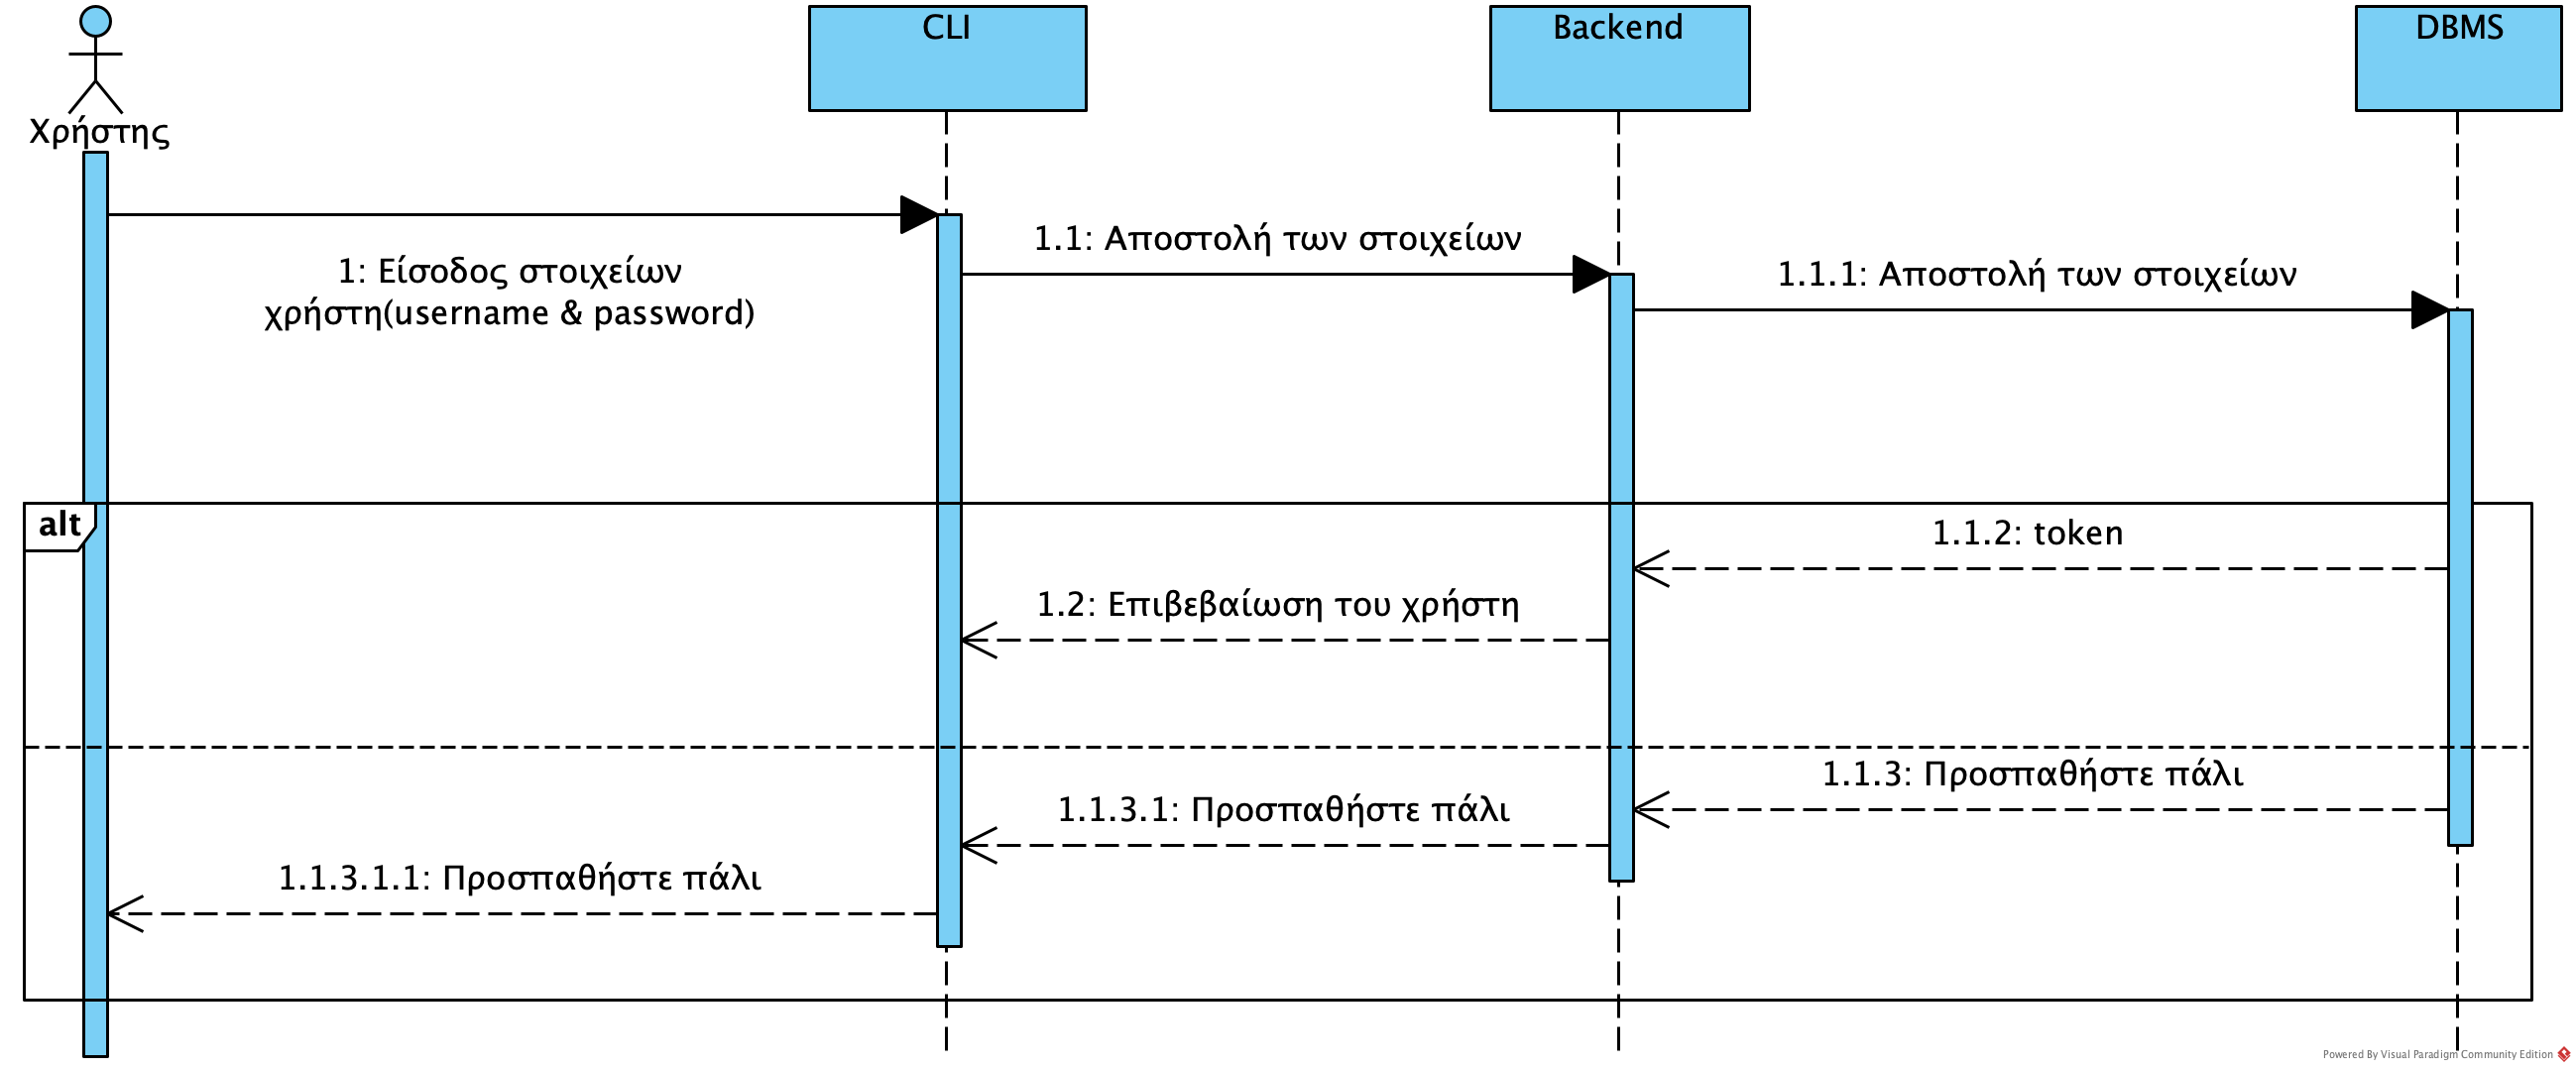 Χρήστης
CLI
Backend
DBMS
1: Είσοδος στοιχείων
χρήστη(username & password)
1.1: Αποστολή των στοιχείων
1.1.1: Αποστολή των στοιχείων
alt
1.1.2: token
1.2: Επιβεβαίωση του χρήστη
1.1.3: Προσπαθήστε πάλι
1.1.3.1: Προσπαθήστε πάλι
1.1.3.1.1: Προσπαθήστε πάλι
Powered By Visual Paradigm Community Edition